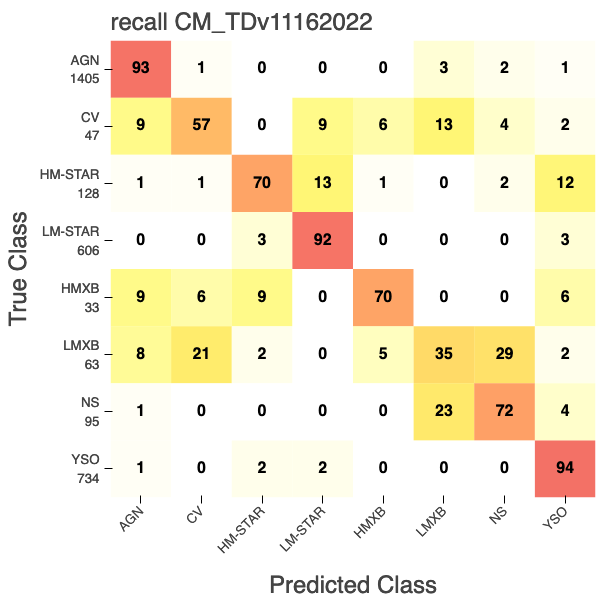 recall CM_TDv11162022
True Class
AGN
1405
93 1 0 0 0 3 2 1
CV
47
9 57 0 9 6 13 4 2
HM-STAR
128
1 1 70 13 1 0 2 12
LM-STAR
606
0 0 3 92 0 0 0 3
HMXB
33
9 6 9 0 70 0 0 6
LMXB
63
8 21 2 0 5 35 29 2
NS
95
1 0 0 0 0 23 72 4
YSO
734
1 0 2 2 0 0 0 94
AGN CV HM-STAR LM-STAR HMXB LMXB NS YSO
Predicted Class